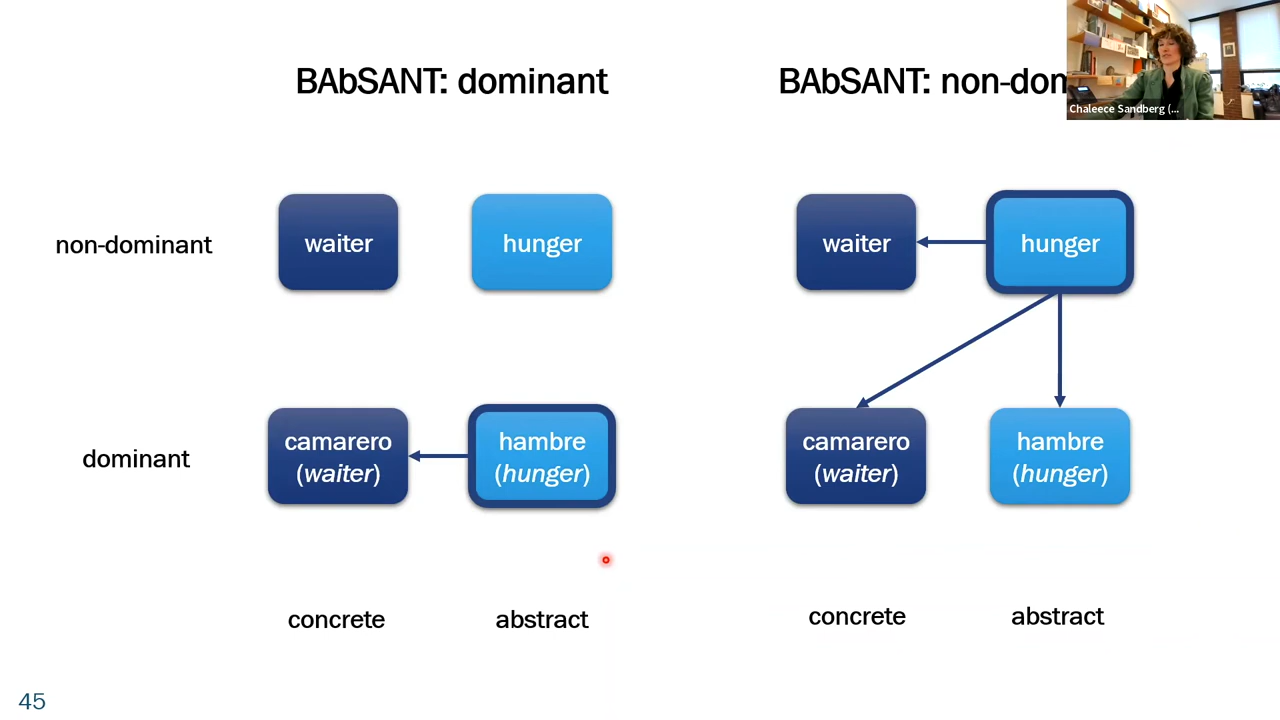 BAbSANT: dominant
BAbSANT: non-dom
Chaleece Sandberg (...
non-dominant
waiter
hunger
waiter
hunger
dominant
camarero
(waiter)
hambre
(hunger)
camarero
(waiter)
hambre
(hunger)
concrete
abstract
concrete
abstract
45